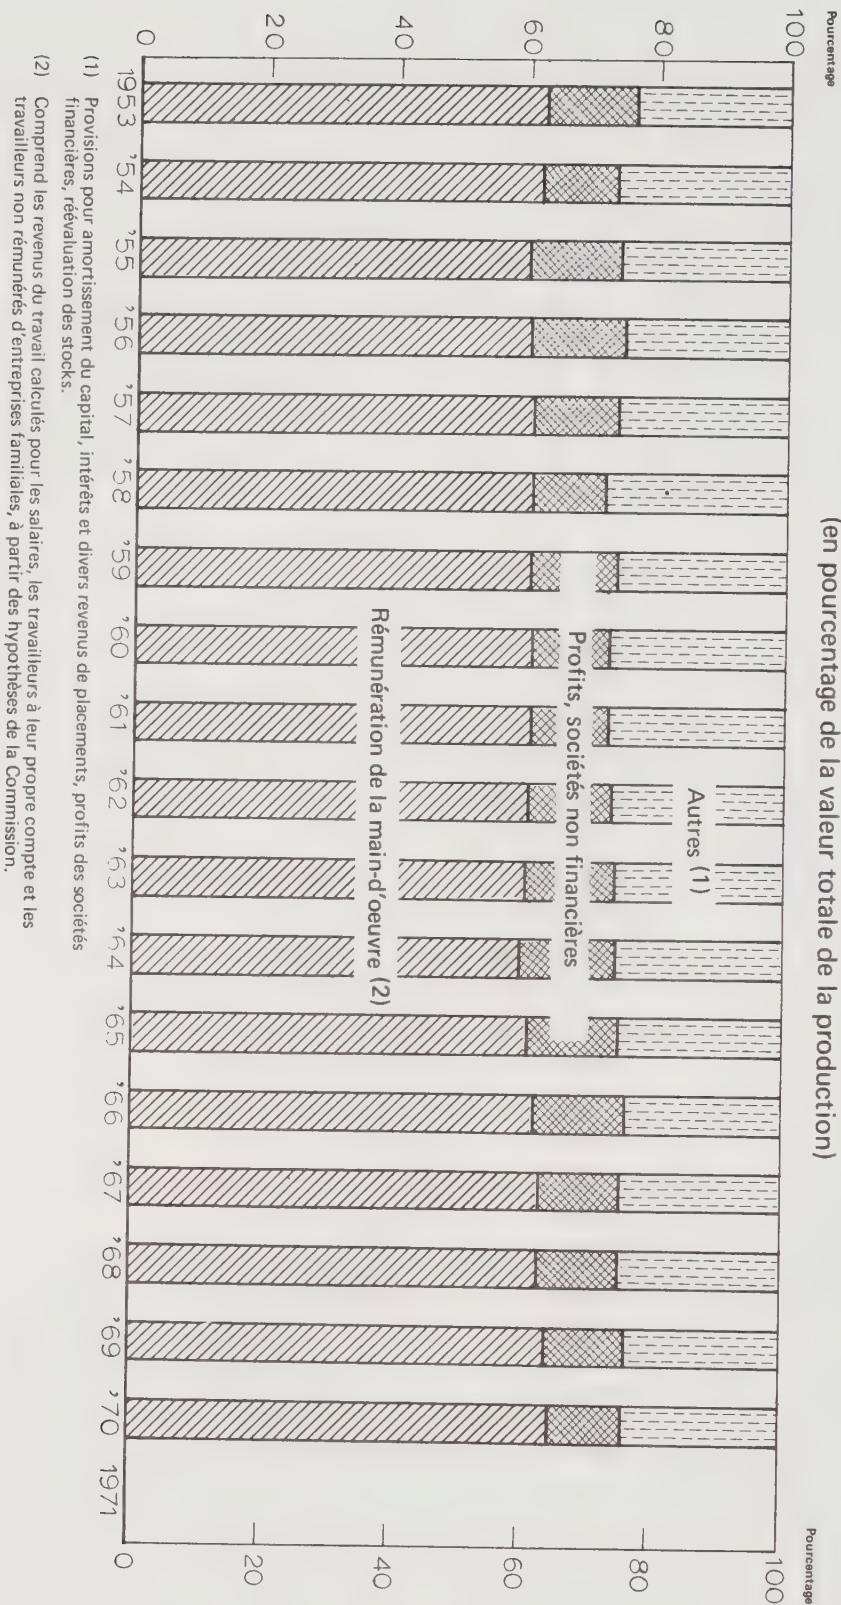 (en pourcentage de la valeur totale de la production)
Pourcentage
Pourcentage
100
80
60
40
20
0
100
80
60
40
20
0
Autres (1)
Profits, sociétés non financières
Rémunération de la main-d'oeuvre (2)
1953 '54 '55 '56 '57 '58 '59 '60 '61 '62 '63 '64 '65 '66 '67 '68 '69 '70 1971
(1) Provisions pour amortissement du capital, intérêts et divers revenus de placements, profits des sociétés
financières, réévaluation des stocks.
(2) Comprend les revenus du travail calculés pour les salaires, les travailleurs à leur propre compte et les
travailleurs non rémunérés d'entreprises familiales, à partir des hypothèses de la Commission.